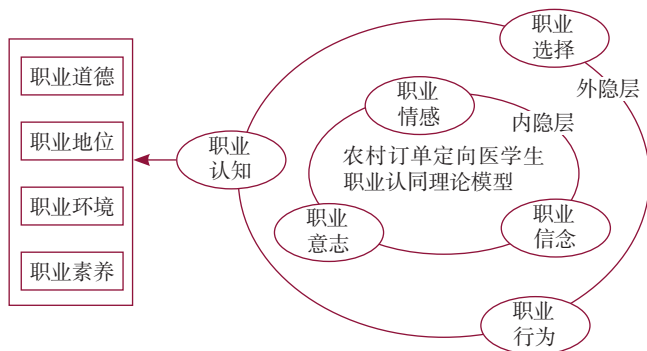 职业道德
职业地位
职业环境
职业素养
职业
认知
职业
选择
外隐层
职业
情感
内隐层
农村订单定向医学生
职业认同理论模型
职业
意志
职业
信念
职业
行为